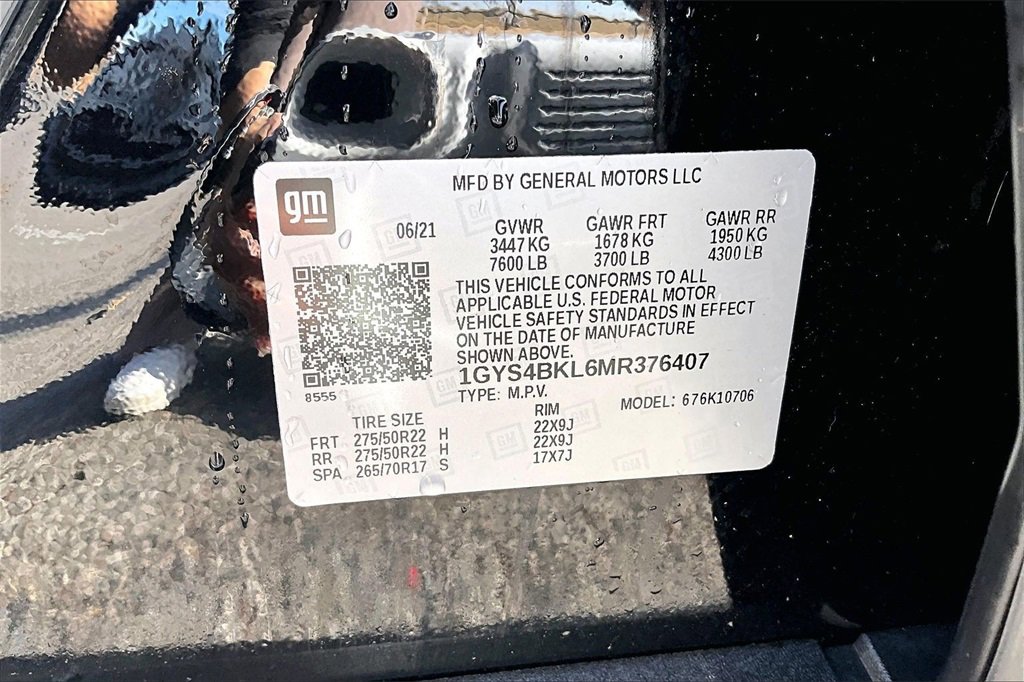 gm
MFD BY GENERAL MOTORS LLC
06/21
GVWR GAWR FRT GAWR RR
3447 KG 1678 KG 1950 KG
7600 LB 3700 LB 4300 LB
THIS VEHICLE CONFORMS TO ALL
APPLICABLE U.S. FEDERAL MOTOR
VEHICLE SAFETY STANDARDS IN EFFECT
ON THE DATE OF MANUFACTURE
SHOWN ABOVE.
1GYS4BKL6MR376407
8555
TYPE: M.P.V. MODEL: 676K10706
TIRE SIZE RIM
FRT 275/50R22 H 22X9J
RR 275/50R22 H 22X9J
SPA 265/70R17 S 17X7J